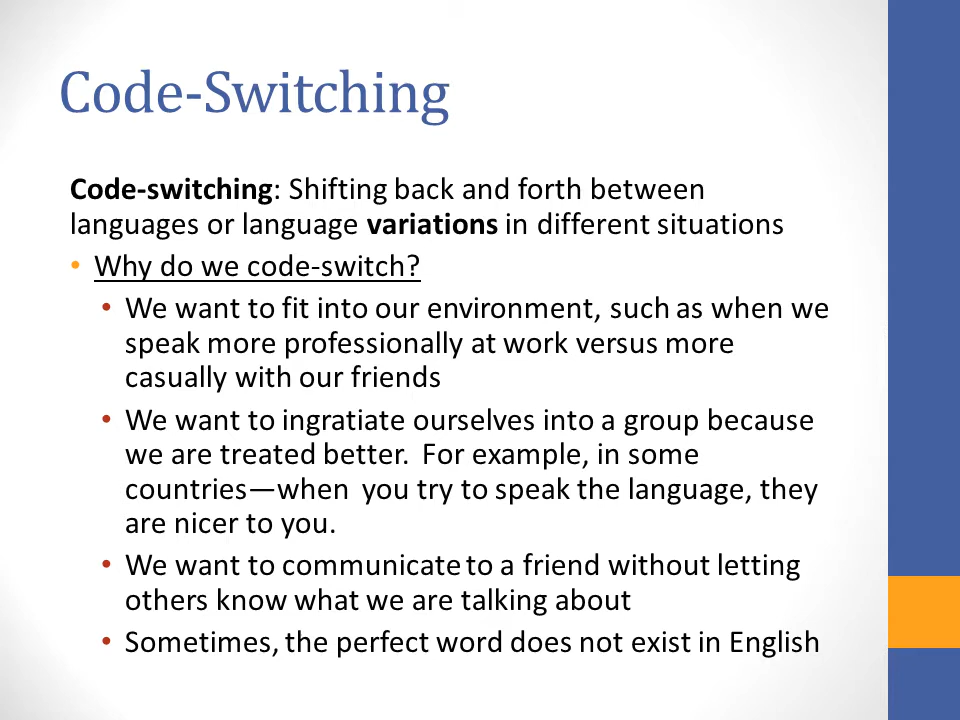 Code-Switching
Code-switching: Shifting back and forth between
languages or language variations in different situations
• Why do we code-switch?
• We want to fit into our environment, such as when we
speak more professionally at work versus more
casually with our friends
• We want to ingratiate ourselves into a group because
we are treated better.  For example, in some
countries—when  you try to speak the language, they
are nicer to you.
• We want to communicate to a friend without letting
others know what we are talking about
• Sometimes, the perfect word does not exist in English